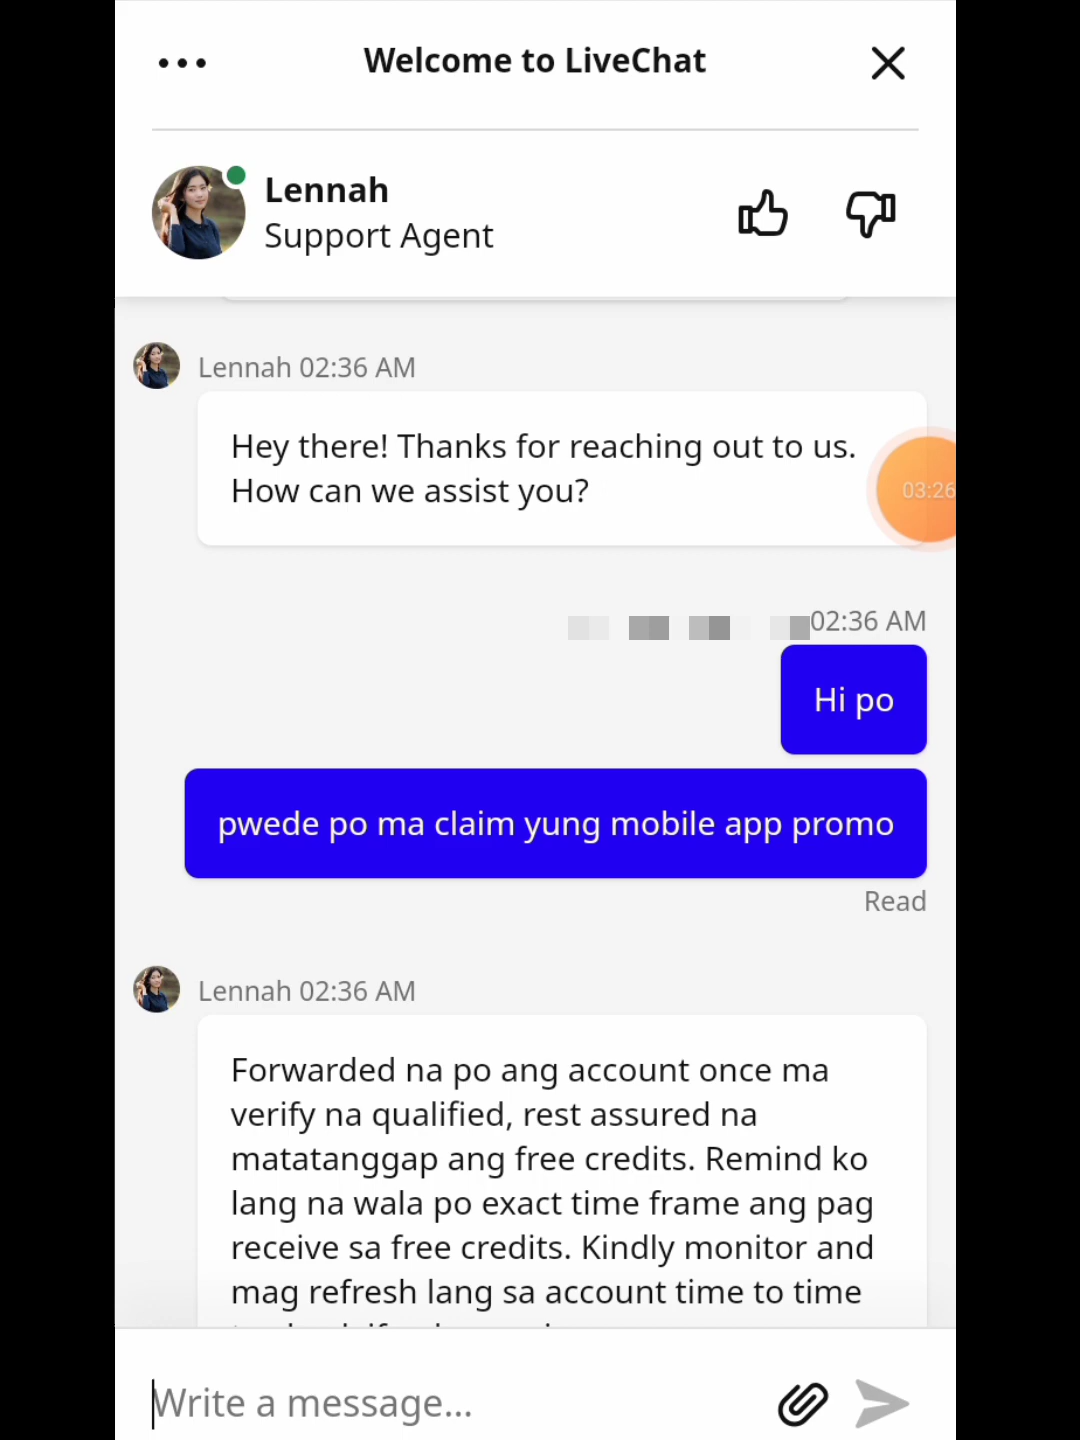 Welcome to LiveChat
Lennah
Support Agent
Lennah 02:36 AM
Hey there! Thanks for reaching out to us.
How can we assist you?
03:26
02:36 AM
Hi po
pwede po ma claim yung mobile app promo
Read
Lennah 02:36 AM
Forwarded na po ang account once ma
verify na qualified, rest assured na
matatanggap ang free credits. Remind ko
lang na wala po exact time frame ang pag
receive sa free credits. Kindly monitor and
mag refresh lang sa account time to time
Write a message...